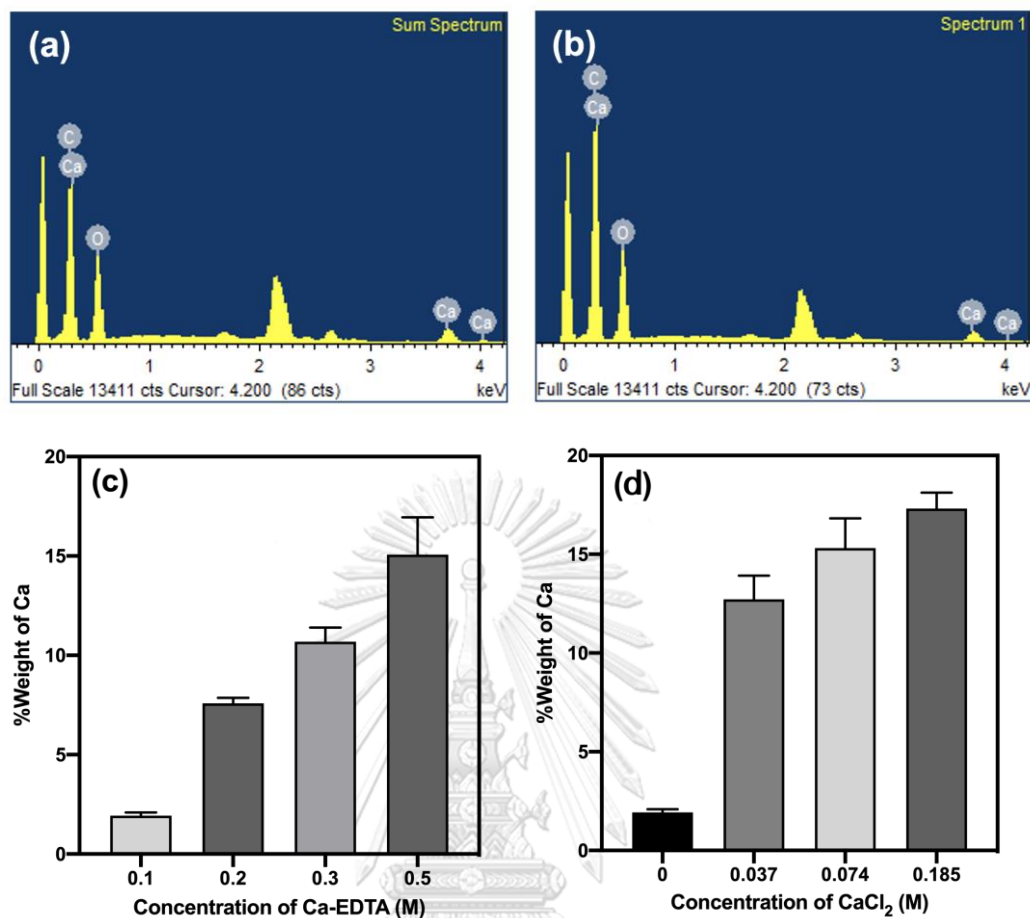 (a)
Sum Spectrum
C
Ca
O
Ca
Ca
0 1 2 3 4
Full Scale 13411 cts Cursor: 4.200 (86 cts) keV
(b)
Spectrum 1
C
Ca
O
Ca
Ca
0 1 2 3 4
Full Scale 13411 cts Cursor: 4.200 (73 cts) keV
(c)
%Weight of Ca
20
15
10
5
0
0.1 0.2 0.3 0.5
Concentration of Ca-EDTA (M)
(d)
%Weight of Ca
20
15
10
5
0
0 0.037 0.074 0.185
Concentration of CaCl₂ (M)